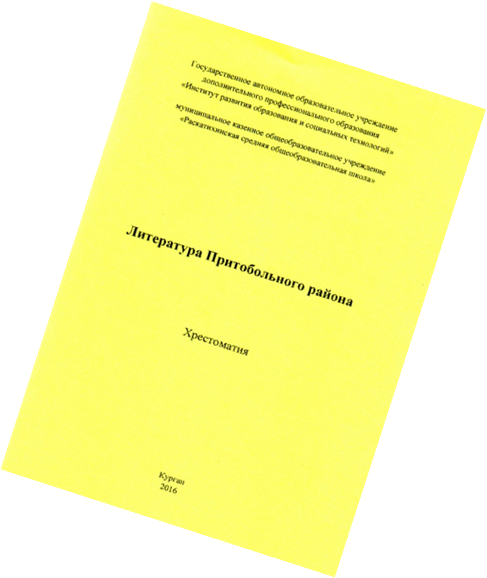 Государственное автономное образовательное учреждение
дополнительного профессионального образования
«Институт развития образования и социальных технологий»
муниципальное казенное общеобразовательное учреждение
«Раскатихинская средняя общеобразовательная школа»
Литература Притобольного района
Хрестоматия
Курган
2016